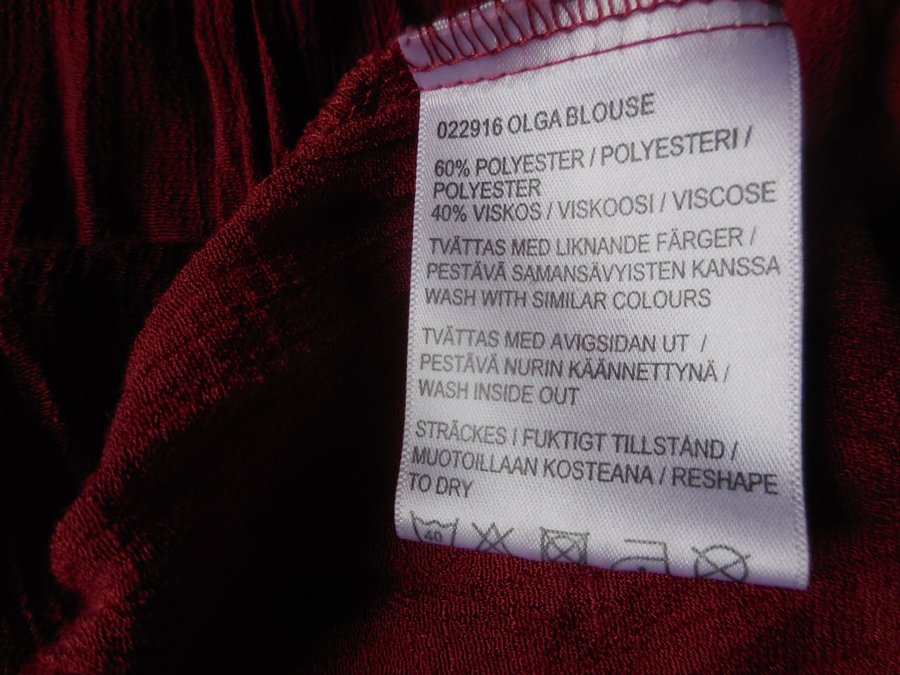 022916 OLGA BLOUSE
60% POLYESTER / POLYESTERI /
POLYESTER
40% VISKOS / VISKOOSI / VISCOSE
TVÄTTAS MED LIKNANDE FÄRGER /
PESTÄVÄ SAMANSÄVYISTEN KANSSA
WASH WITH SIMILAR COLOURS
TVÄTTAS MED AVIGSIDAN UT /
PESTÄVÄ NURIN KÄÄNNETTYNÄ /
WASH INSIDE OUT
STRÄCKES I FUKTIGT TILLSTÅND /
MUOTOILLAAN KOSTEANA / RESHAPE
TO DRY
40